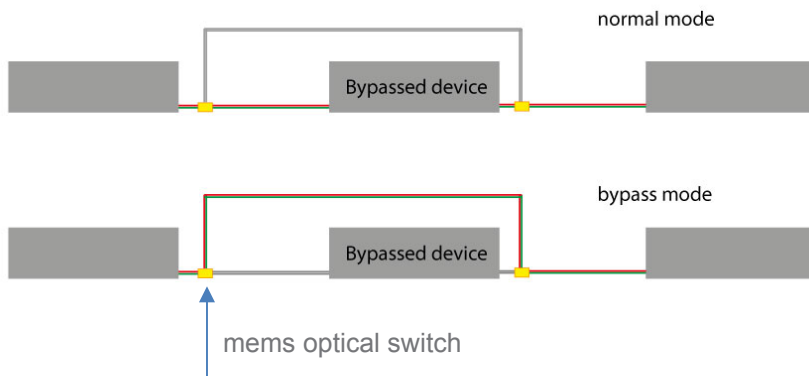 normal mode
Bypassed device
bypass mode
Bypassed device
mems optical switch